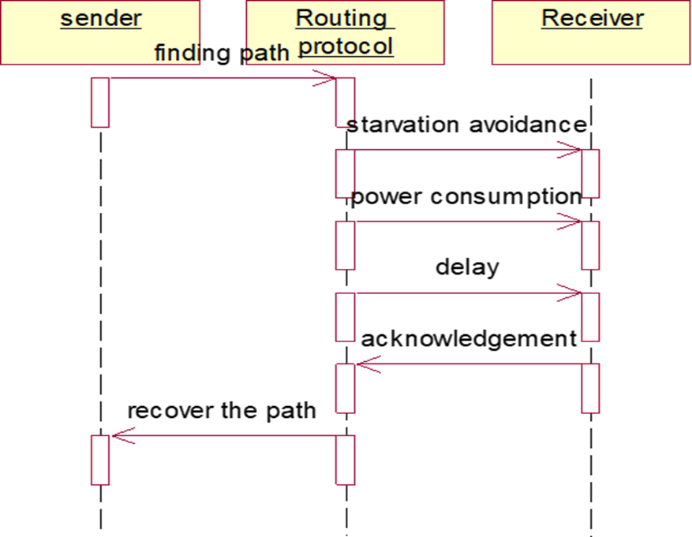 sender
Routing
protocol
Receiver
finding path
starvation avoidance
power consumption
delay
acknowledgement
recover the path